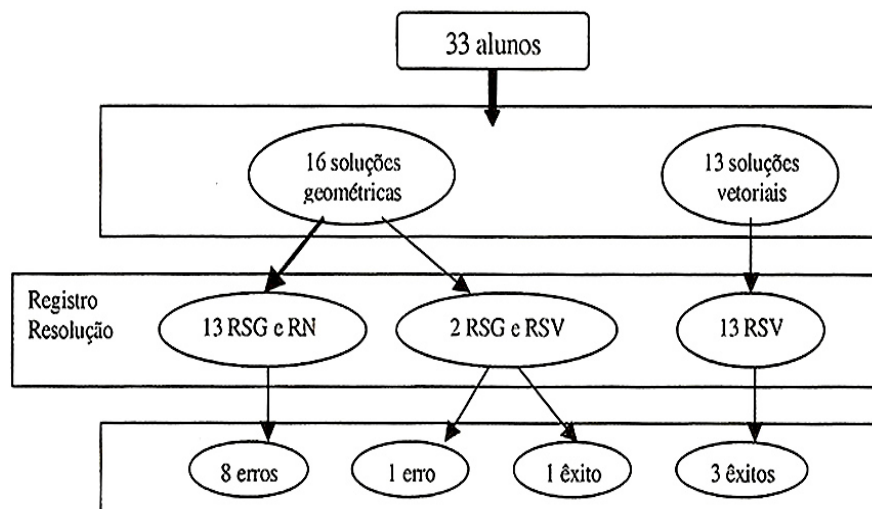 33 alunos
16 soluções
geométricas
13 soluções
vetoriais
Registro
Resolução
13 RSG e RN
2 RSG e RSV
13 RSV
8 erros
1 erro
1 êxito
3 êxitos